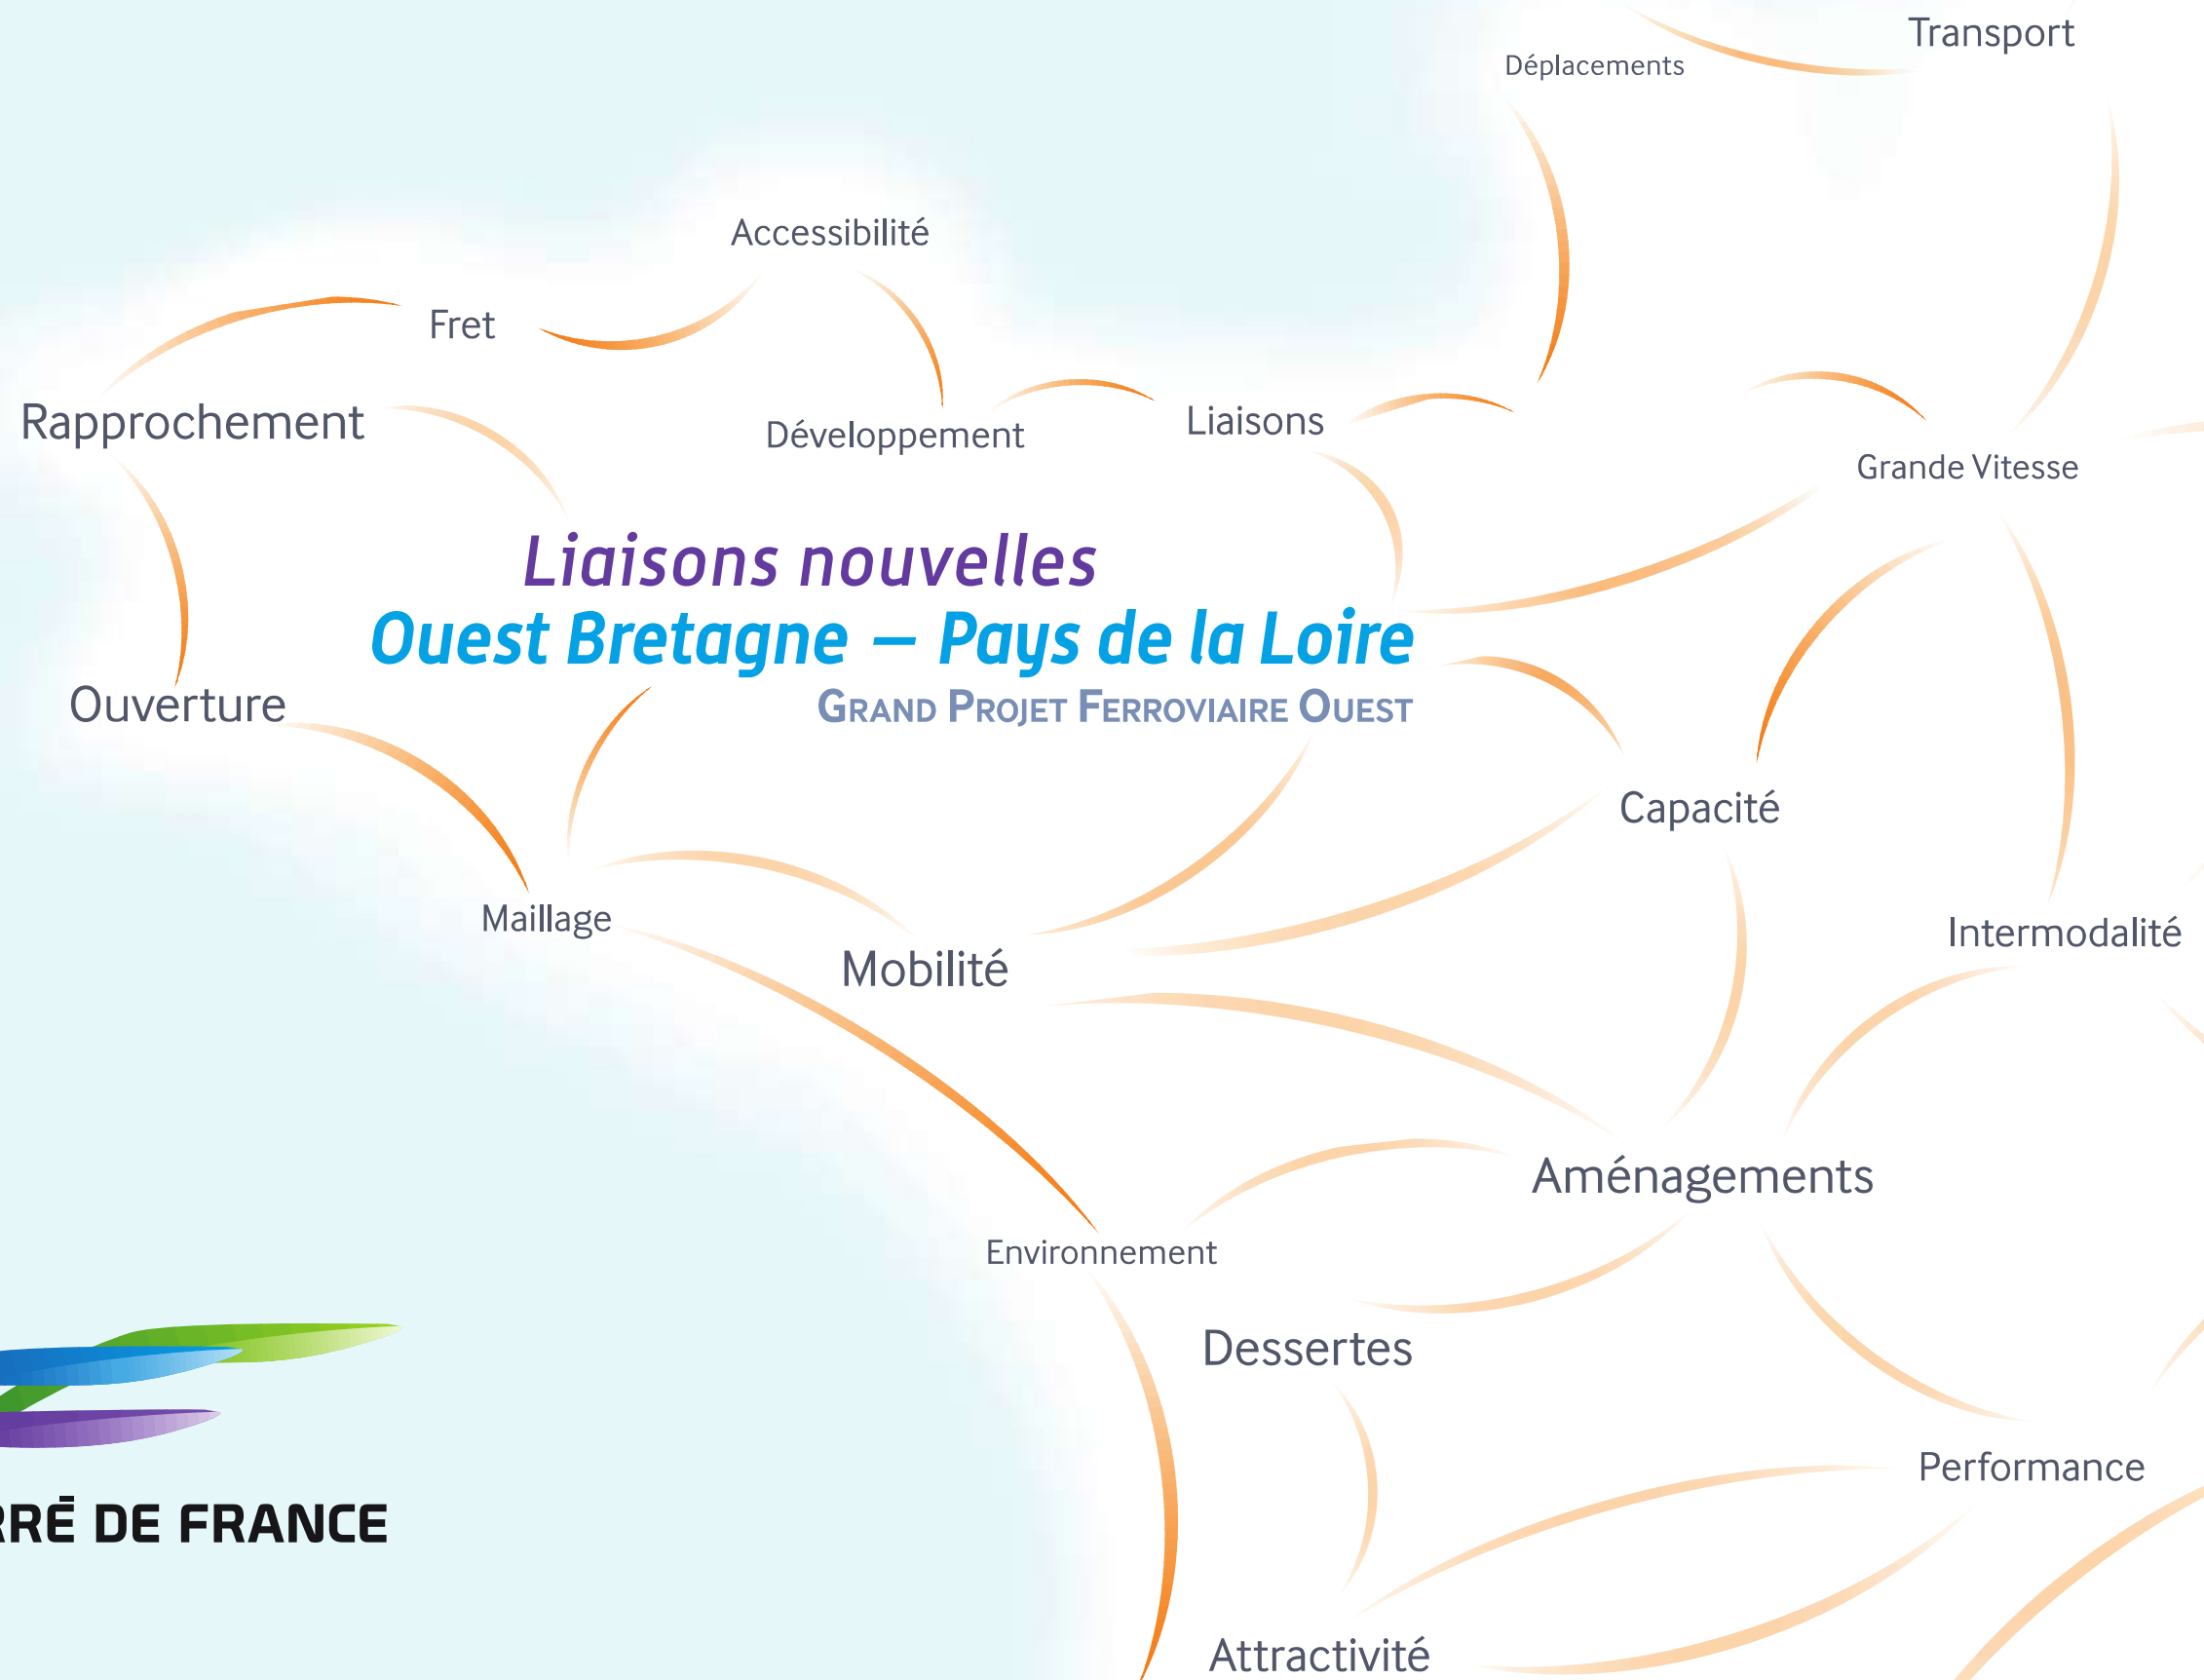 Transport
Déplacements
Accessibilité
Fret
Rapprochement
Développement
Liaisons
Grande Vitesse
Liaisons nouvelles
Ouest Bretagne – Pays de la Loire
GRAND PROJET FERROVIAIRE OUEST
Ouverture
Capacité
Maillage
Mobilité
Intermodalité
Aménagements
Environnement
Dessertes
Performance
RRÉ DE FRANCE
Attractivité